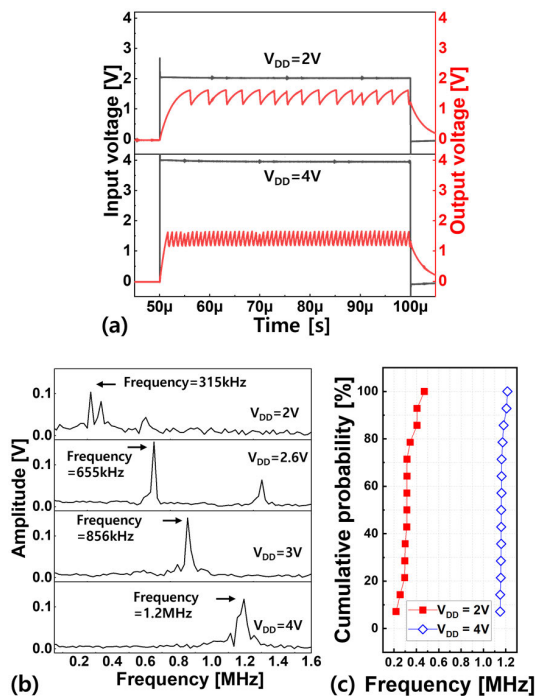 4
3
2
1
0
4
3
2
1
0
Input voltage [V]
V_DD=2V
V_DD=4V
4
3
2
1
0
4
3
2
1
0
Output voltage [V]
50μ 60μ 70μ 80μ 90μ 100μ
(a)
Time [s]
0.1
0.0
0.1
0.0
0.1
0.0
0.1
0.0
Amplitude [V]
Frequency=315kHz
V_DD=2V
Frequency
=655kHz
V_DD=2.6V
Frequency
=856kHz
V_DD=3V
Frequency
=1.2MHz
V_DD=4V
0.2 0.4 0.6 0.8 1.0 1.2 1.4 1.6
(b)
Frequency [MHz]
100
90
80
70
60
50
40
30
20
10
0
Cumulative probability [%]
V_DD = 2V
V_DD = 4V
0.2 0.4 0.6 0.8 1.0 1.2
(c)
Frequency [MHz]